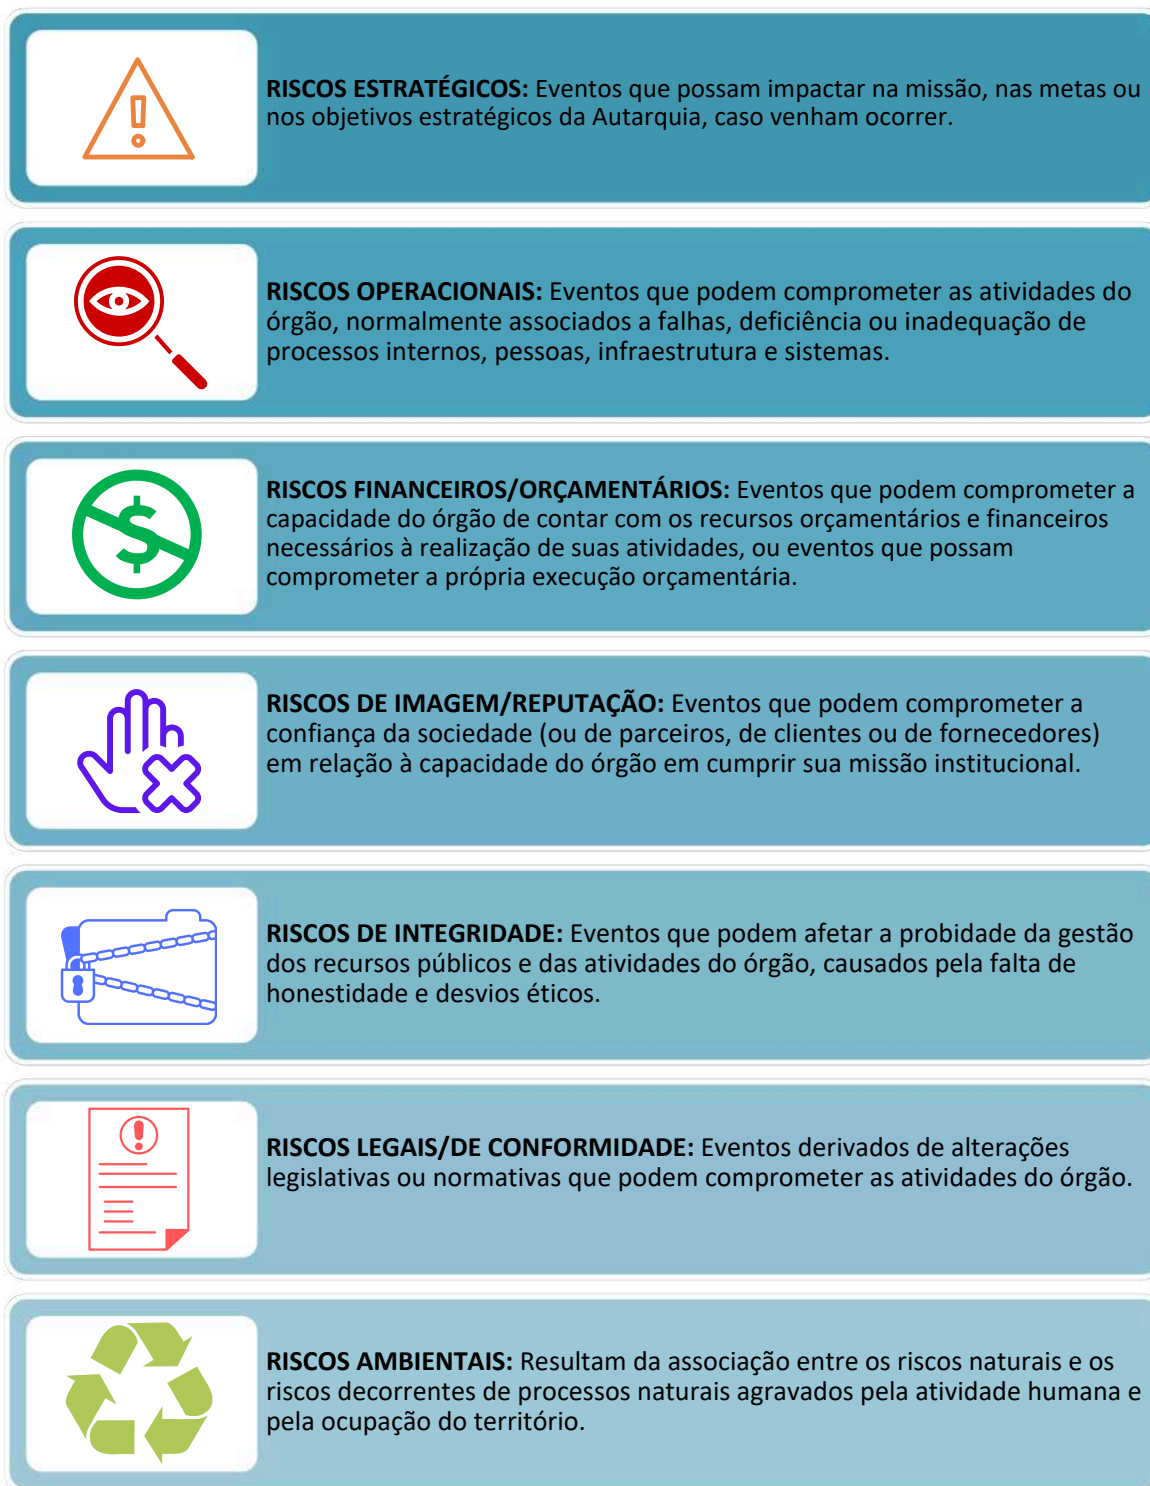 RISCOS ESTRATÉGICOS: Eventos que possam impactar na missão, nas metas ou
nos objetivos estratégicos da Autarquia, caso venham ocorrer.
RISCOS OPERACIONAIS: Eventos que podem comprometer as atividades do
órgão, normalmente associados a falhas, deficiência ou inadequação de
processos internos, pessoas, infraestrutura e sistemas.
RISCOS FINANCEIROS/ORÇAMENTÁRIOS: Eventos que podem comprometer a
capacidade do órgão de contar com os recursos orçamentários e financeiros
necessários à realização de suas atividades, ou eventos que possam
comprometer a própria execução orçamentária.
RISCOS DE IMAGEM/REPUTAÇÃO: Eventos que podem comprometer a
confiança da sociedade (ou de parceiros, de clientes ou de fornecedores)
em relação à capacidade do órgão em cumprir sua missão institucional.
RISCOS DE INTEGRIDADE: Eventos que podem afetar a probidade da gestão
dos recursos públicos e das atividades do órgão, causados pela falta de
honestidade e desvios éticos.
RISCOS LEGAIS/DE CONFORMIDADE: Eventos derivados de alterações
legislativas ou normativas que podem comprometer as atividades do órgão.
RISCOS AMBIENTAIS: Resultam da associação entre os riscos naturais e os
riscos decorrentes de processos naturais agravados pela atividade humana e
pela ocupação do território.